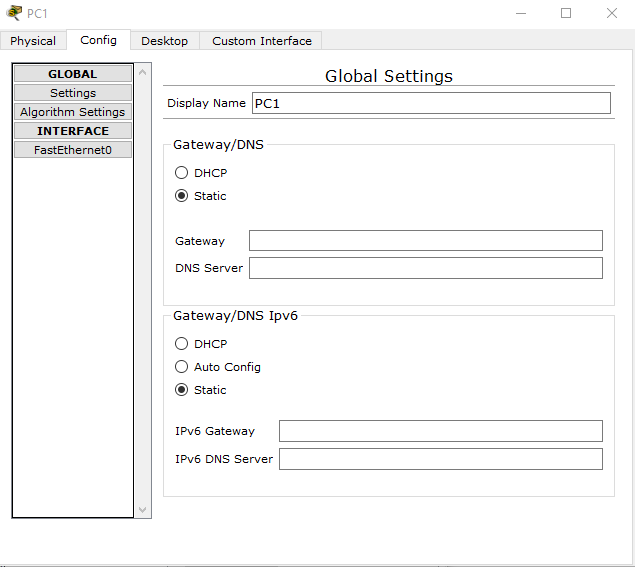 PC1
Physical Config Desktop Custom Interface
GLOBAL
Settings
Algorithm Settings
INTERFACE
FastEthernet0
Global Settings
Display Name PC1
Gateway/DNS
DHCP
Static
Gateway
DNS Server
Gateway/DNS Ipv6
DHCP
Auto Config
Static
IPv6 Gateway
IPv6 DNS Server